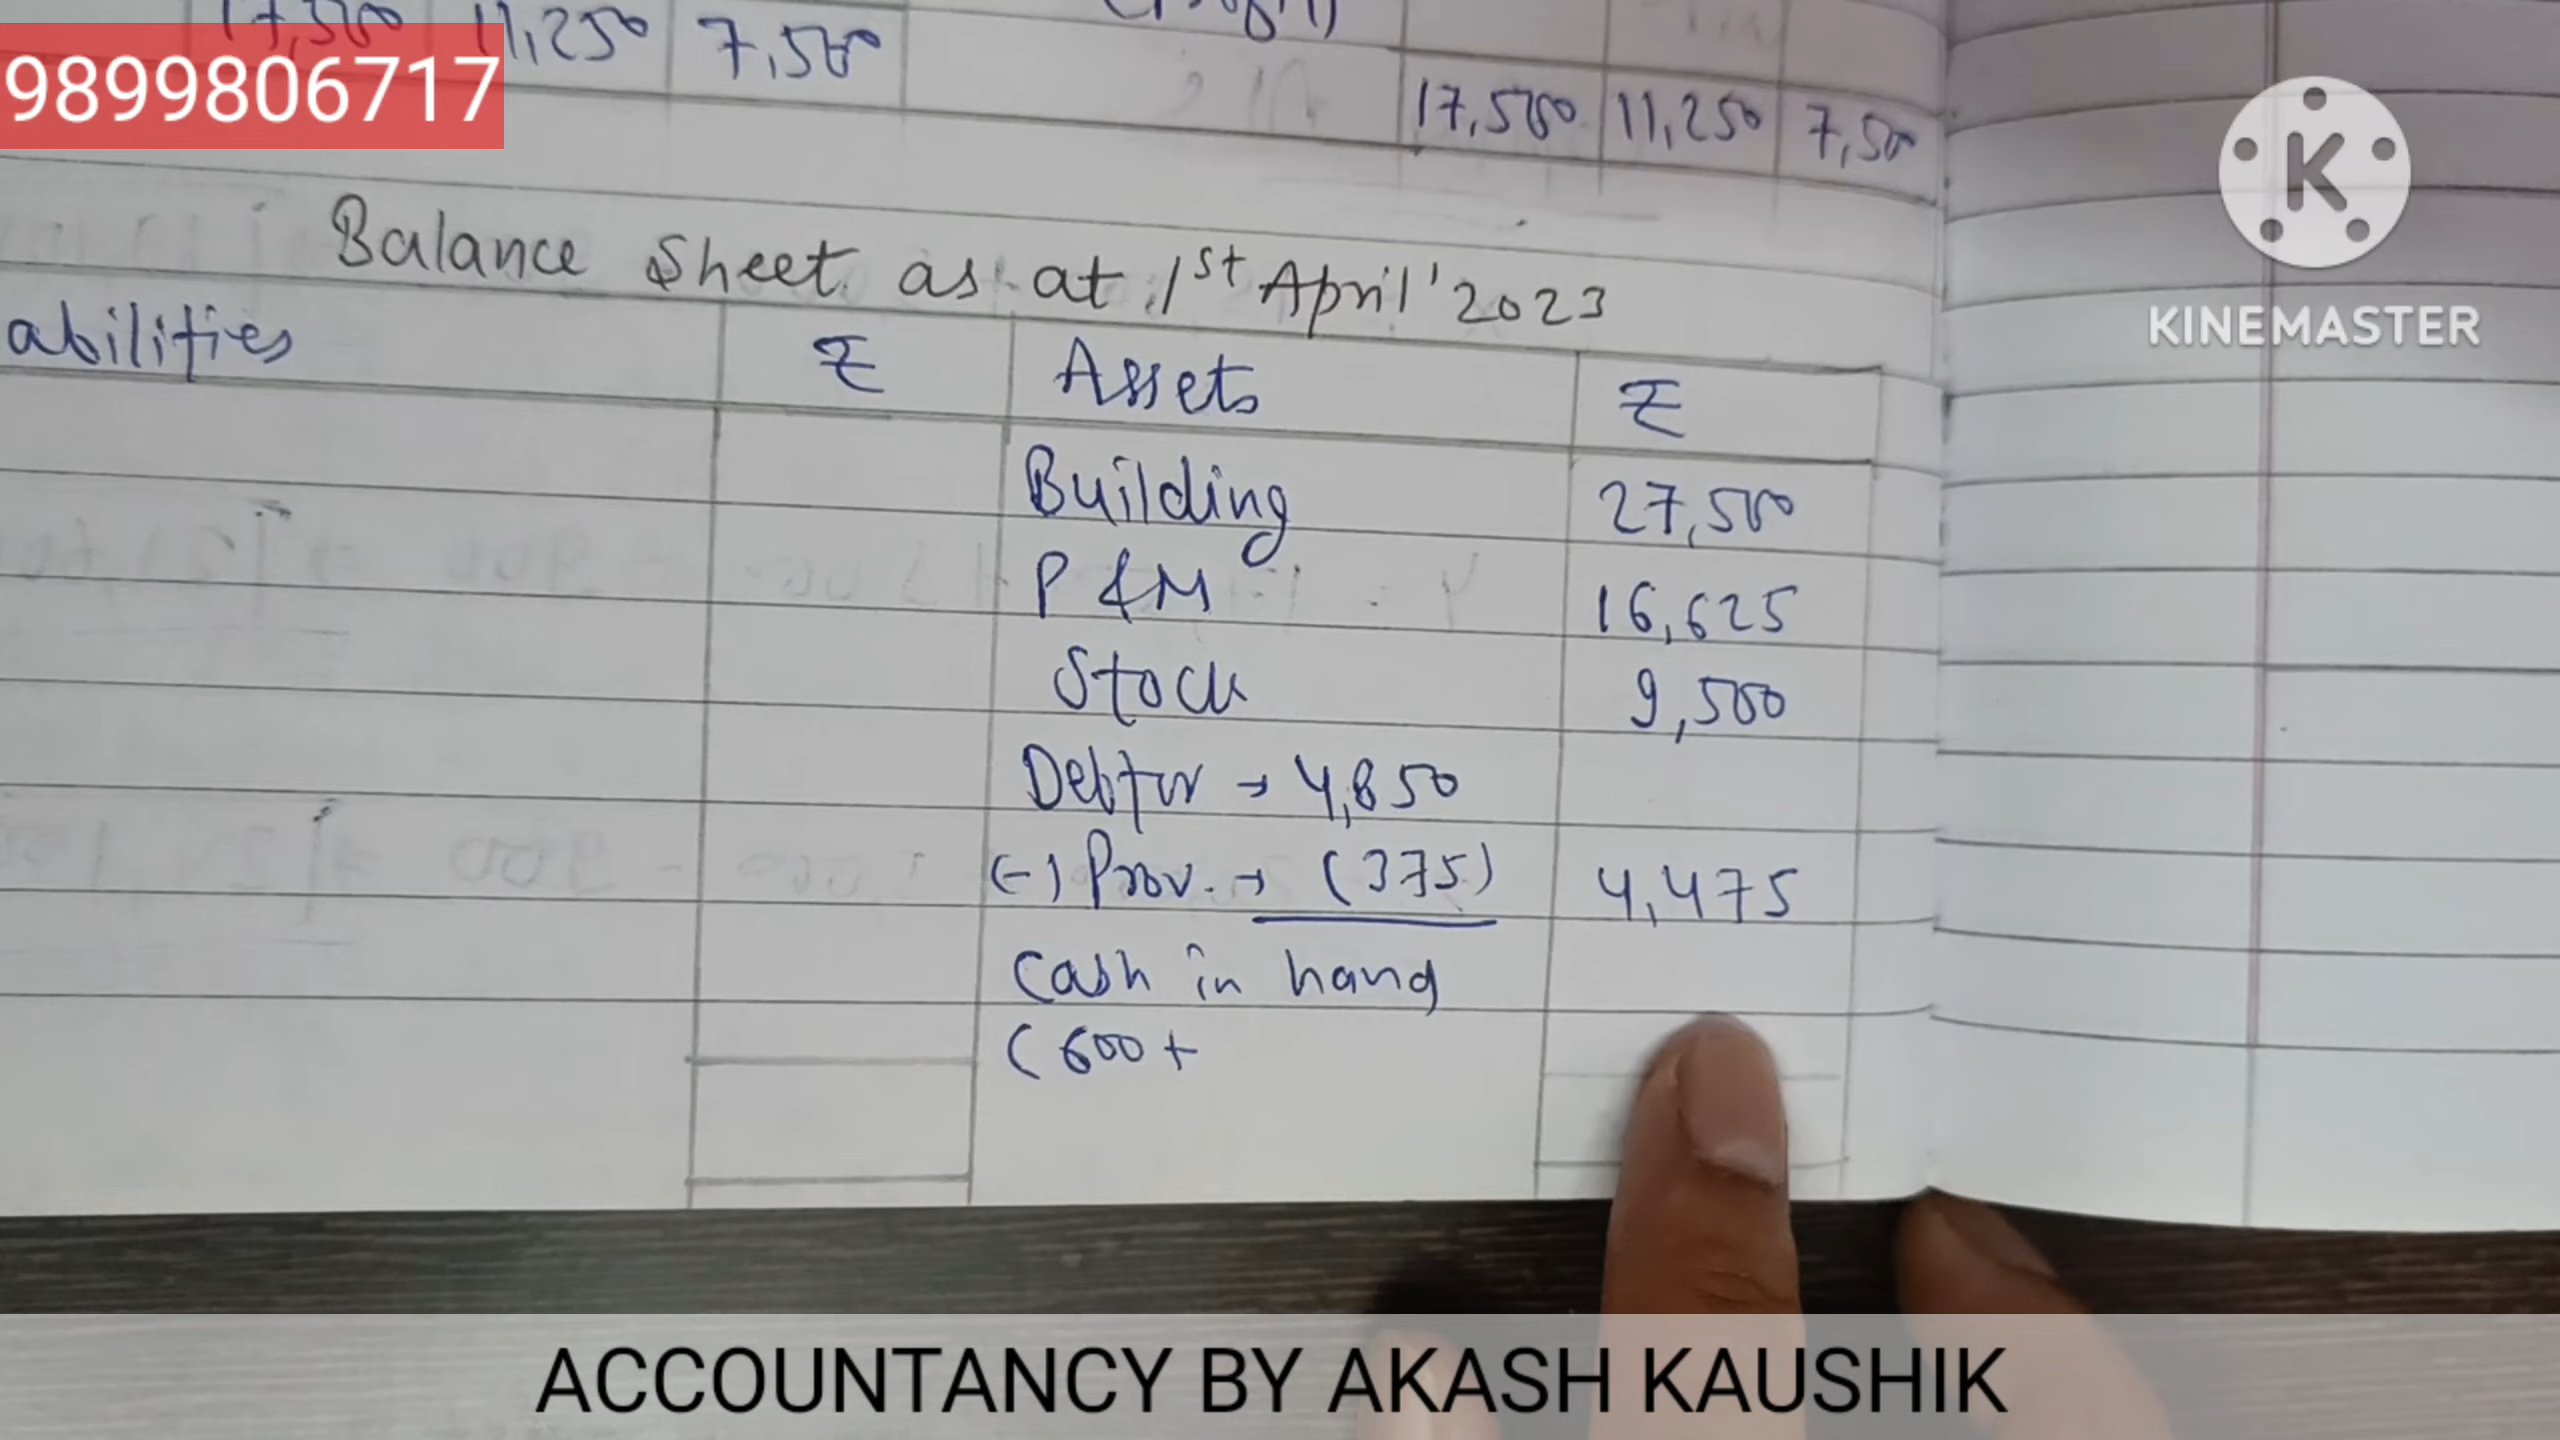 17,500 11,250 7,500
9899806717
17,500 11,250 7,500
KINEMASTER
Balance Sheet as at 1st April' 2023
abilities ₹ Assets ₹
Building 27,500
P & M 16,625
Stock 9,500
Debtor → 4,850
(-) Prov. → (375) 4,475
Cash in hand
(600 +
ACCOUNTANCY BY AKASH KAUSHIK